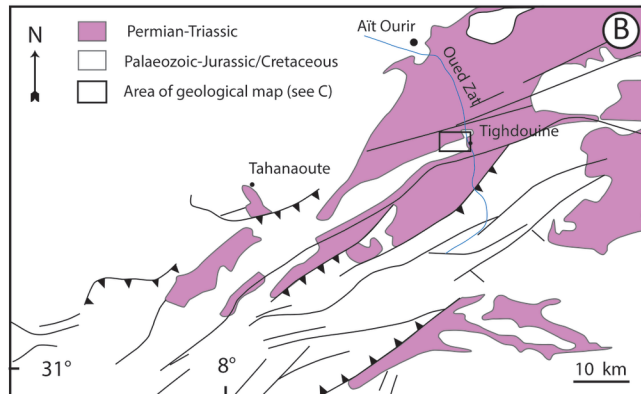 N
Permian-Triassic
Palaeozoic-Jurassic/Cretaceous
Area of geological map (see C)
Aït Ourir
B
Oued Zat
Tighdouine
Tahanaoute
31°
8°
10 km